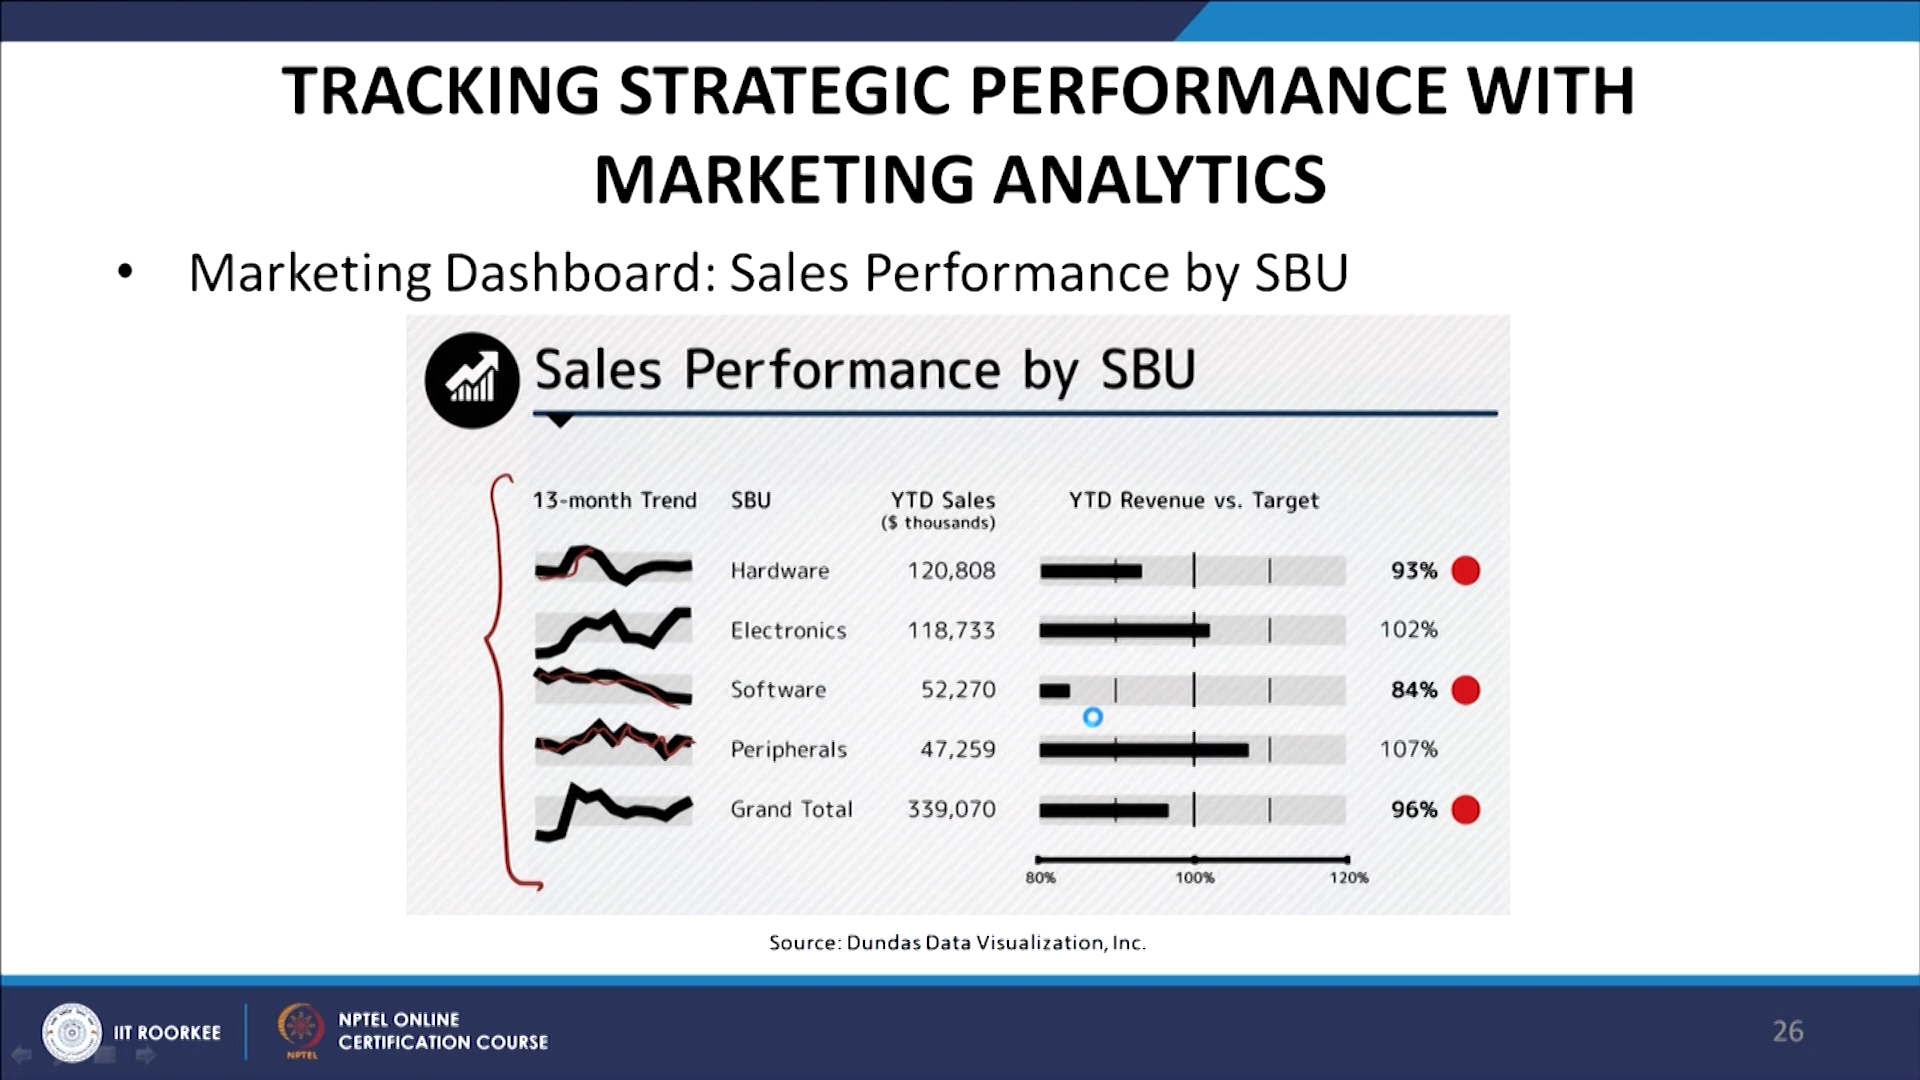 TRACKING STRATEGIC PERFORMANCE WITH
MARKETING ANALYTICS
• Marketing Dashboard: Sales Performance by SBU
Sales Performance by SBU
13-month Trend SBU YTD Sales ($ thousands) YTD Revenue vs. Target
Hardware 120,808 93%
Electronics 118,733 102%
Software 52,270 84%
Peripherals 47,259 107%
Grand Total 339,070 96%
80% 100% 120%
Source: Dundas Data Visualization, Inc.
IIT ROORKEE
NPTEL
NPTEL ONLINE
CERTIFICATION COURSE
26